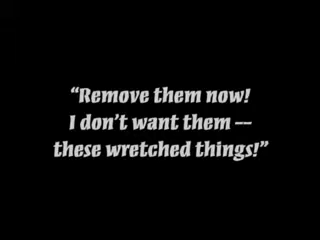 “Remove them now!
I don’t want them --
these wretched things!”